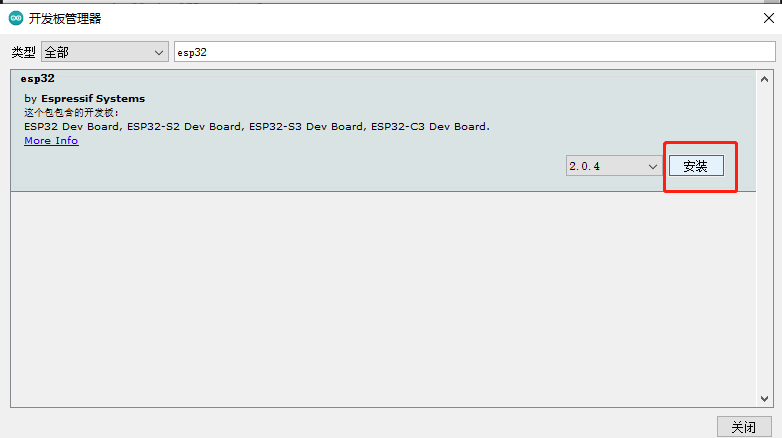 开发板管理器
类型 全部 esp32
esp32
by Espressif Systems
这个包包含的开发板:
ESP32 Dev Board, ESP32-S2 Dev Board, ESP32-S3 Dev Board, ESP32-C3 Dev Board.
More Info
2.0.4 安装
关闭